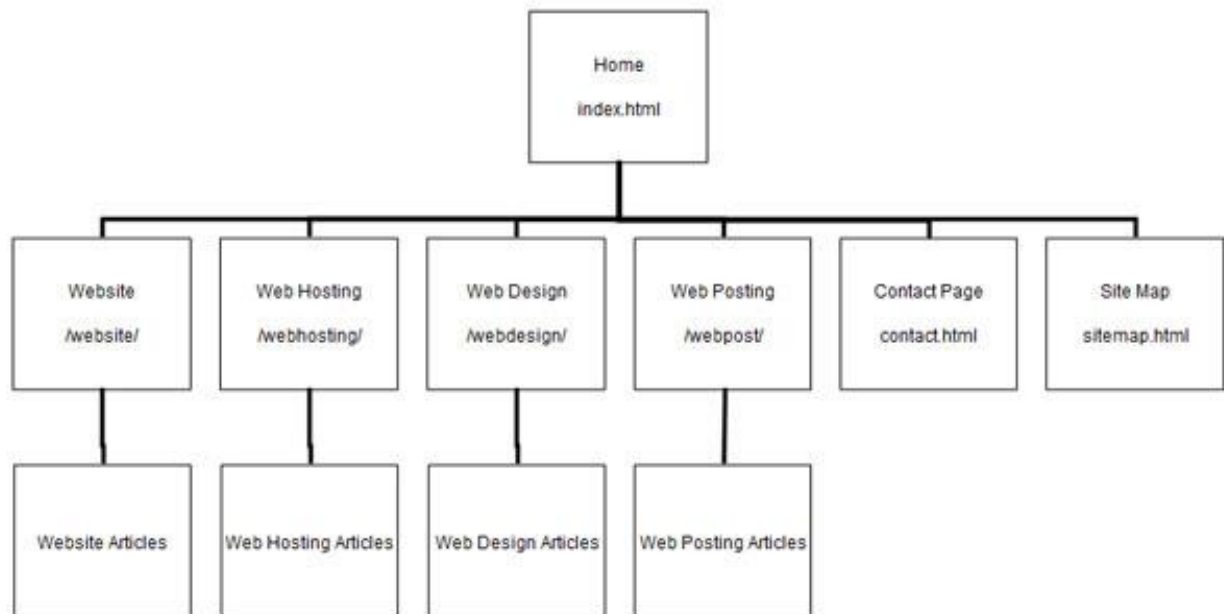 Home
index.html
Website
/website/
Web Hosting
/webhosting/
Web Design
/webdesign/
Web Posting
/webpost/
Contact Page
contact.html
Site Map
sitemap.html
Website Articles
Web Hosting Articles
Web Design Articles
Web Posting Articles